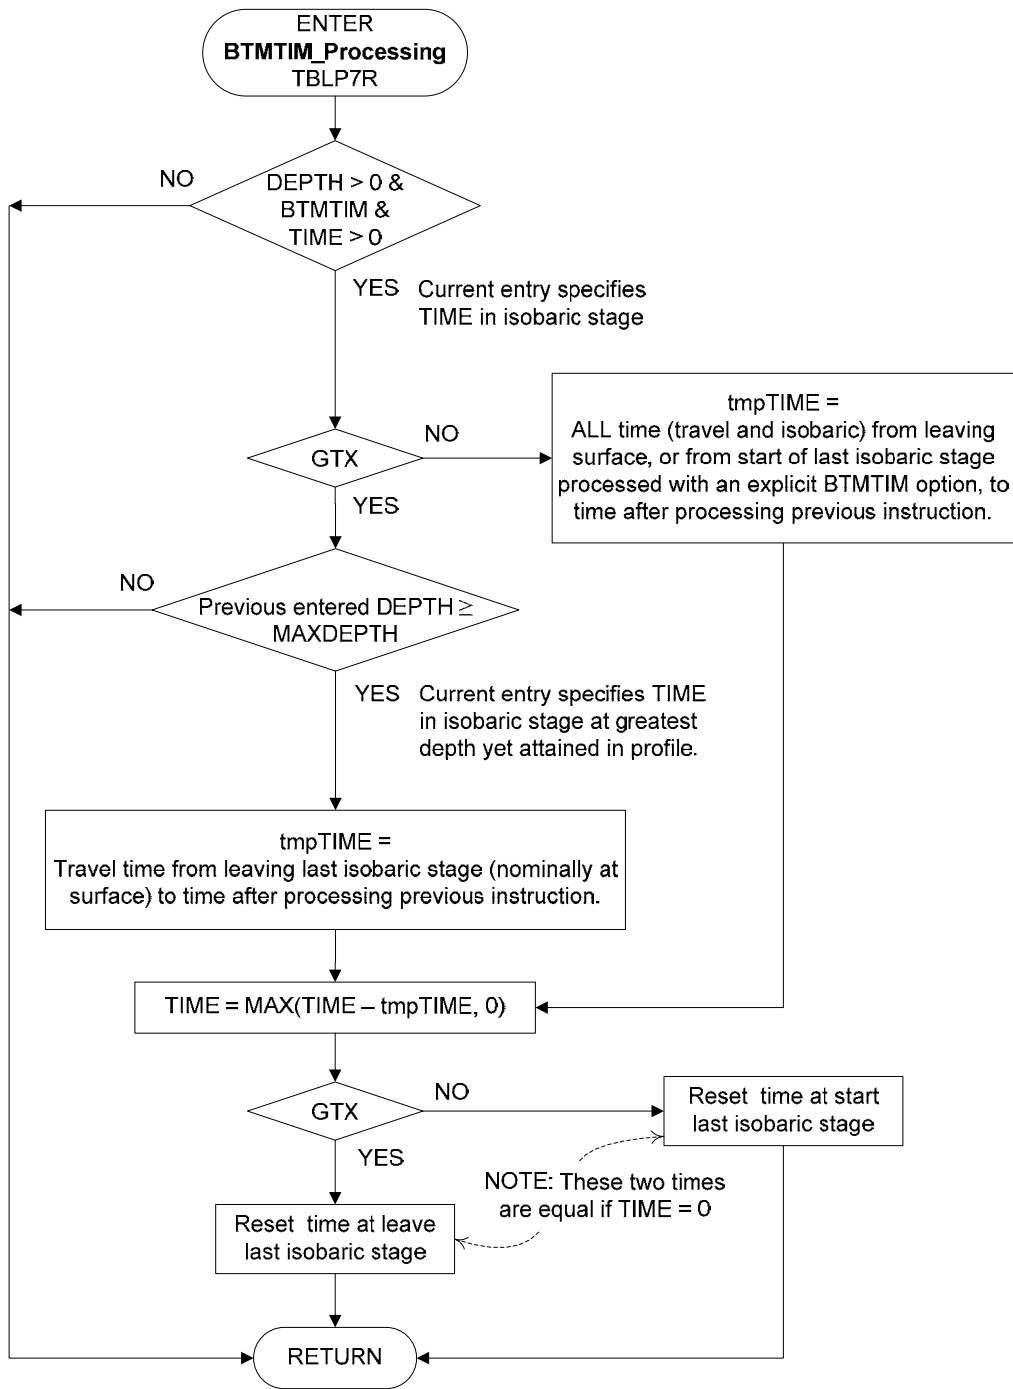 ENTER
BTMTIM_Processing
TBLP7R
NO
DEPTH > 0 &
BTMTIM &
TIME > 0
YES
Current entry specifies
TIME in isobaric stage
GTX
NO
tmpTIME =
ALL time (travel and isobaric) from leaving
surface, or from start of last isobaric stage
processed with an explicit BTMTIM option, to
time after processing previous instruction.
YES
NO
Previous entered DEPTH ≥
MAXDEPTH
YES
Current entry specifies TIME
in isobaric stage at greatest
depth yet attained in profile.
tmpTIME =
Travel time from leaving last isobaric stage (nominally at
surface) to time after processing previous instruction.
TIME = MAX(TIME – tmpTIME, 0)
GTX
NO
Reset time at start
last isobaric stage
YES
NOTE: These two times
are equal if TIME = 0
Reset time at leave
last isobaric stage
RETURN